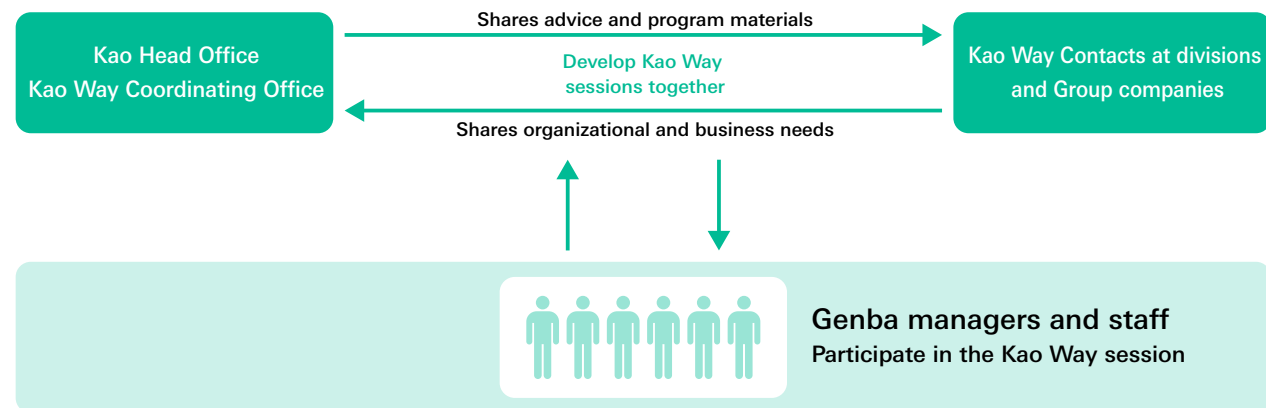 Shares advice and program materials
Kao Head Office
Kao Way Coordinating Office
Develop Kao Way
sessions together
Kao Way Contacts at divisions
and Group companies
Shares organizational and business needs
Genba managers and staff
Participate in the Kao Way session